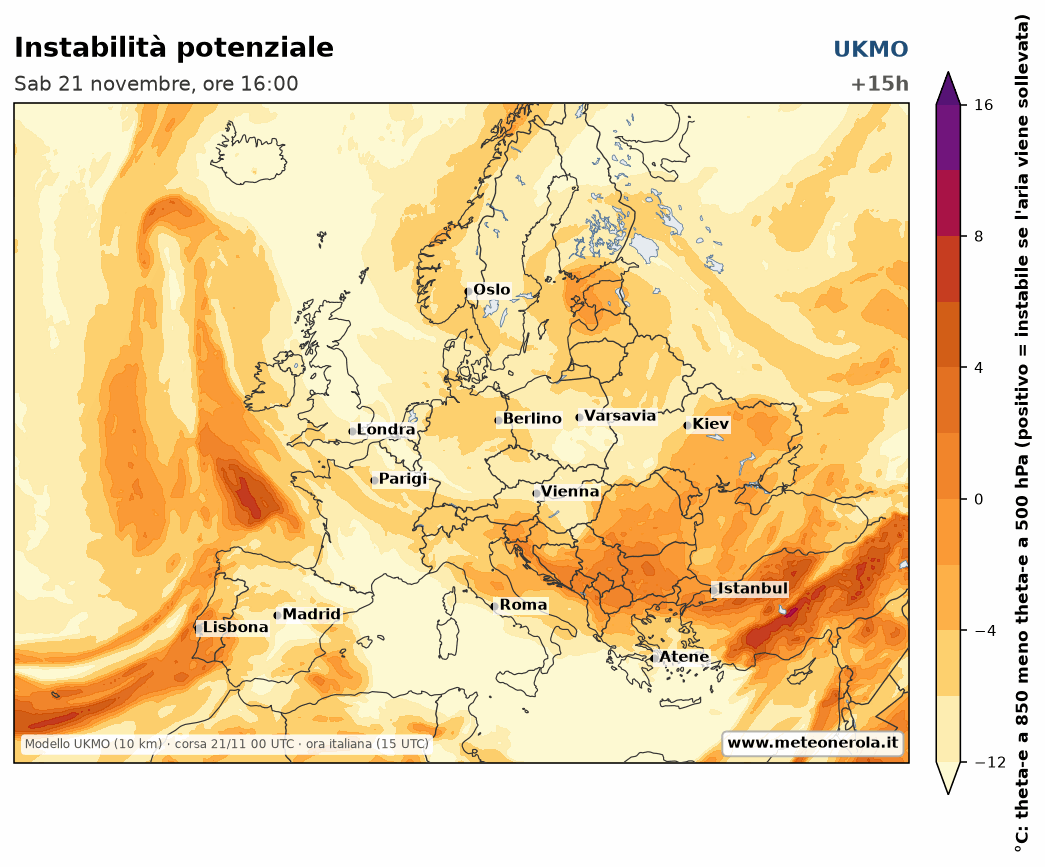 Instabilità potenziale
UKMO
Sab 21 novembre, ore 16:00
+15h
Oslo
Berlino
Varsavia
Kiev
Londra
Parigi
Vienna
Istanbul
Roma
Madrid
Lisbona
Atene
Modello UKMO (10 km) · corsa 21/11 00 UTC · ora italiana (15 UTC)
www.meteonerola.it
16
8
4
0
−4
−12
°C: theta-e a 850 meno theta-e a 500 hPa (positivo = instabile se l'aria viene sollevata)